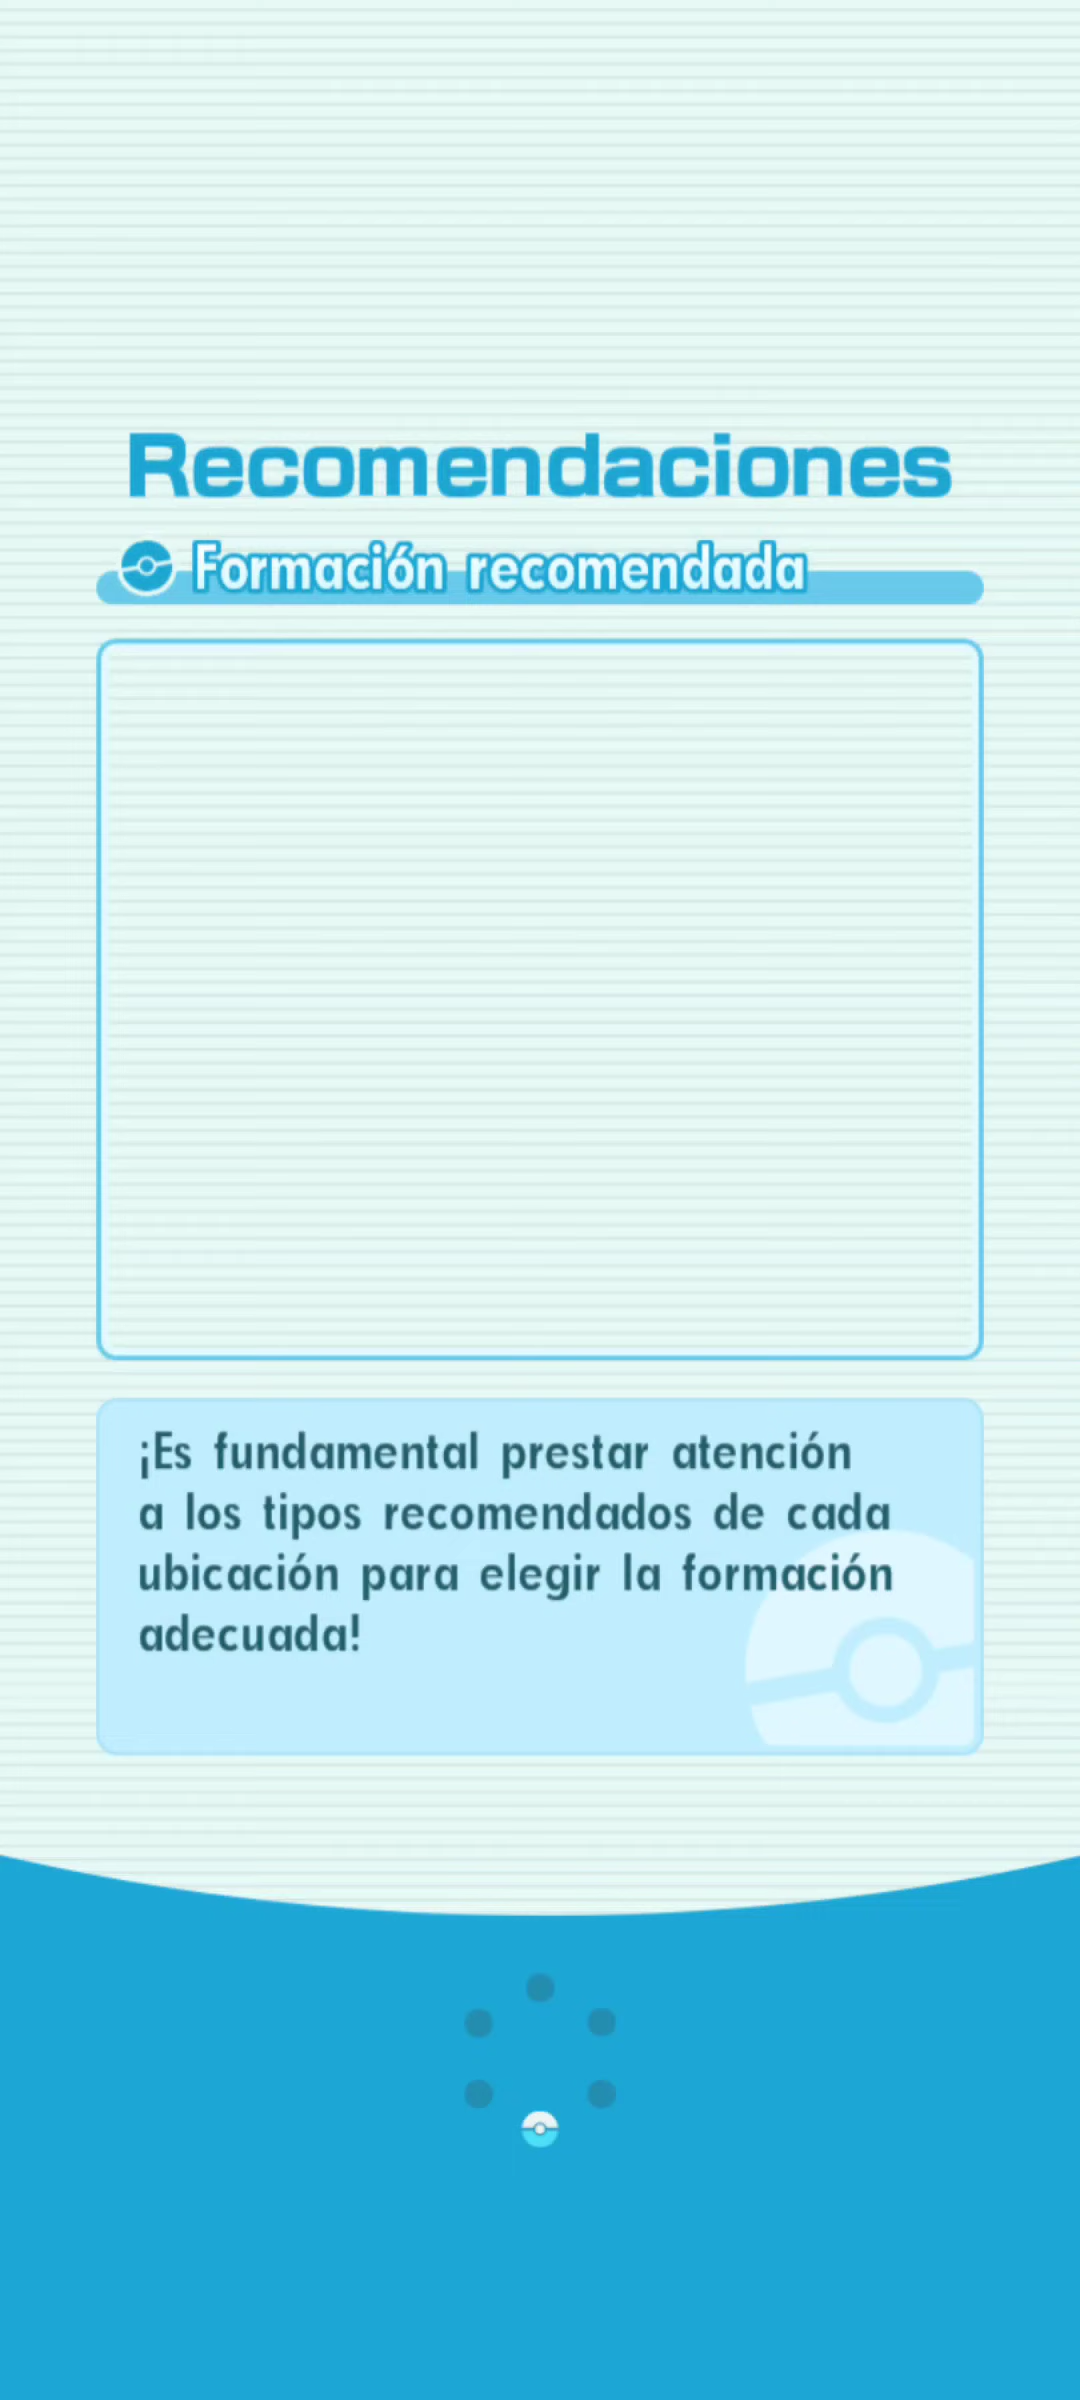 Recomendaciones
Formación recomendada
¡Es fundamental prestar atención
a los tipos recomendados de cada
ubicación para elegir la formación
adecuada!